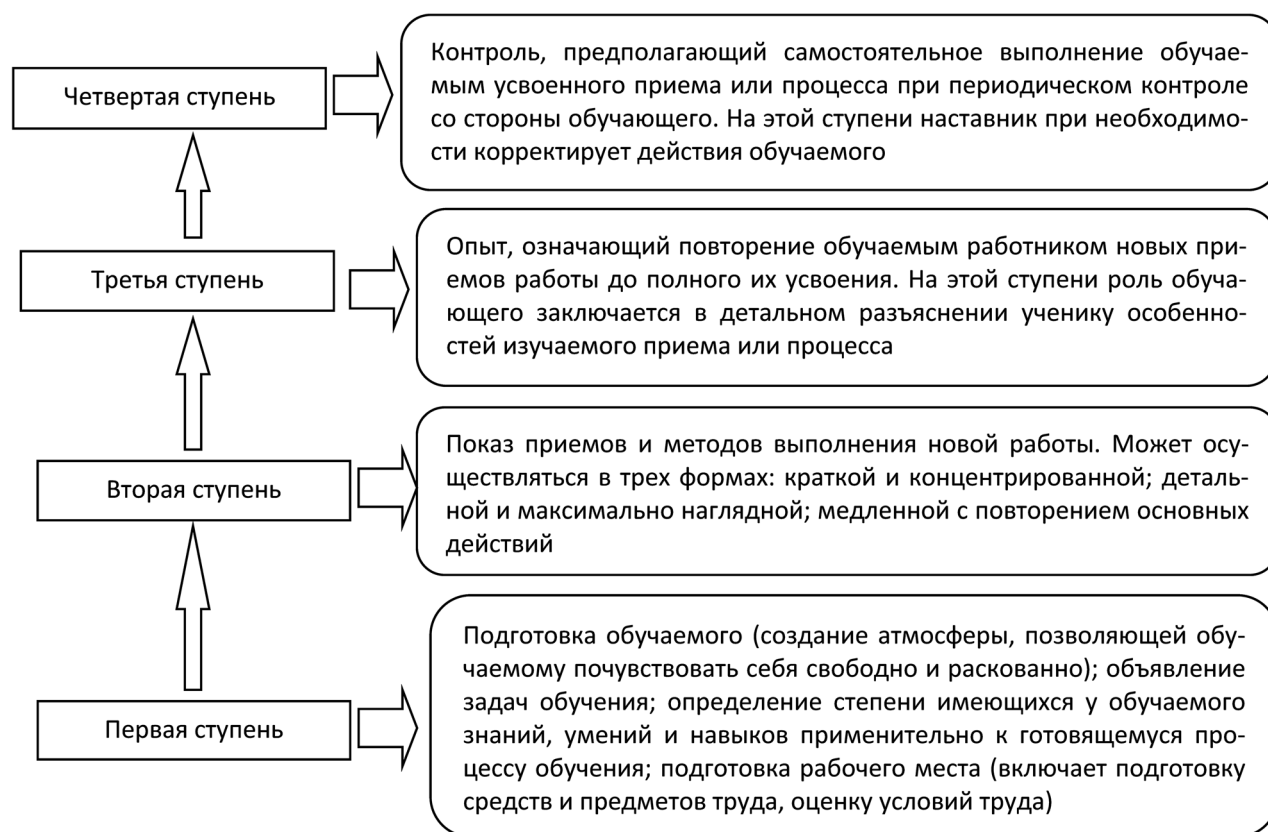 Четвертая ступень
Контроль, предполагающий самостоятельное выполнение обучае-
мым усвоенного приема или процесса при периодическом контроле
со стороны обучающего. На этой ступени наставник при необходимо-
сти корректирует действия обучаемого
Третья ступень
Опыт, означающий повторение обучаемым работником новых при-
емов работы до полного их усвоения. На этой ступени роль обуча-
ющего заключается в детальном разъяснении ученику особенно-
стей изучаемого приема или процесса
Вторая ступень
Показ приемов и методов выполнения новой работы. Может осу-
ществляться в трех формах: краткой и концентрированной; деталь-
ной и максимально наглядной; медленной с повторением основных
действий
Первая ступень
Подготовка обучаемого (создание атмосферы, позволяющей обу-
чаемому почувствовать себя свободно и раскованно); объявление
задач обучения; определение степени имеющихся у обучаемого
знаний, умений и навыков применительно к готовящемуся про-
цессу обучения; подготовка рабочего места (включает подготовку
средств и предметов труда, оценку условий труда)